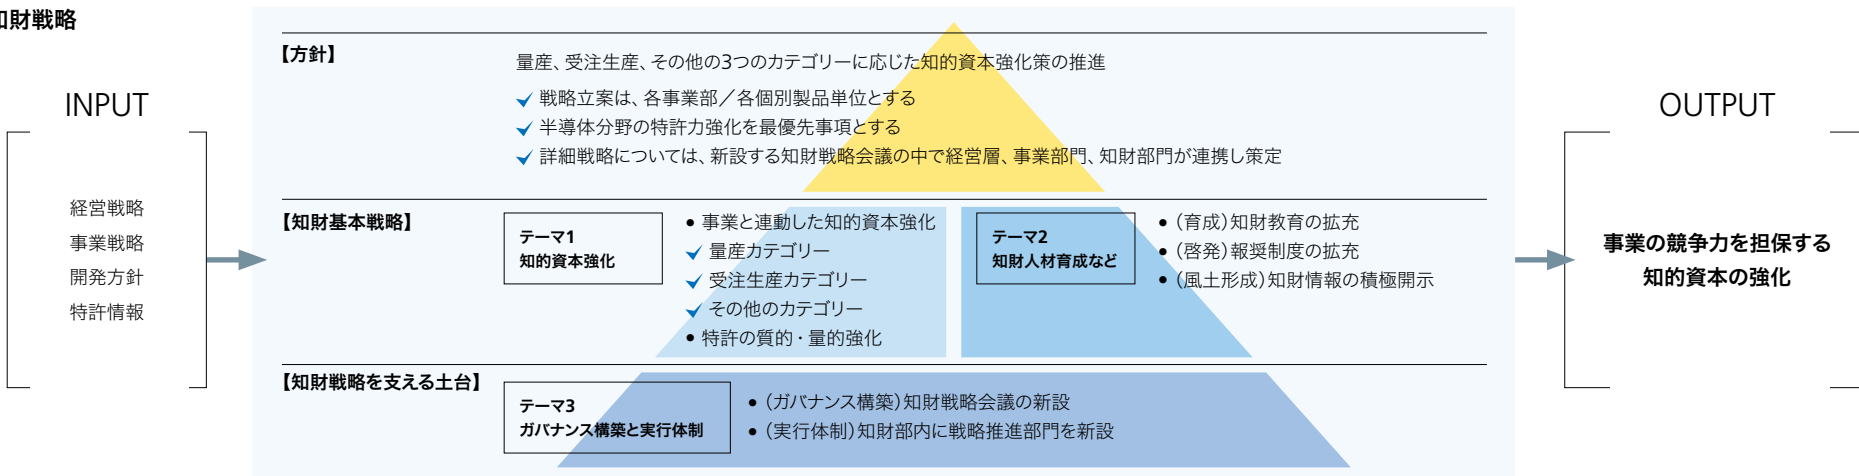 知財戦略
INPUT
経営戦略
事業戦略
開発方針
特許情報
【方針】
量産、受注生産、その他の3つのカテゴリーに応じた知的資本強化策の推進
✓ 戦略立案は、各事業部／各個別製品単位とする
✓ 半導体分野の特許力強化を最優先事項とする
✓ 詳細戦略については、新設する知財戦略会議の中で経営層、事業部門、知財部門が連携し策定
【知財基本戦略】
テーマ1
知的資本強化
• 事業と連動した知的資本強化
✓ 量産カテゴリー
✓ 受注生産カテゴリー
✓ その他のカテゴリー
• 特許の質的・量的強化
テーマ2
知財人材育成など
• （育成）知財教育の拡充
• （啓発）報奨制度の拡充
• （風土形成）知財情報の積極開示
【知財戦略を支える土台】
テーマ3
ガバナンス構築と実行体制
• （ガバナンス構築）知財戦略会議の新設
• （実行体制）知財部内に戦略推進部門を新設
OUTPUT
事業の競争力を担保する
知的資本の強化